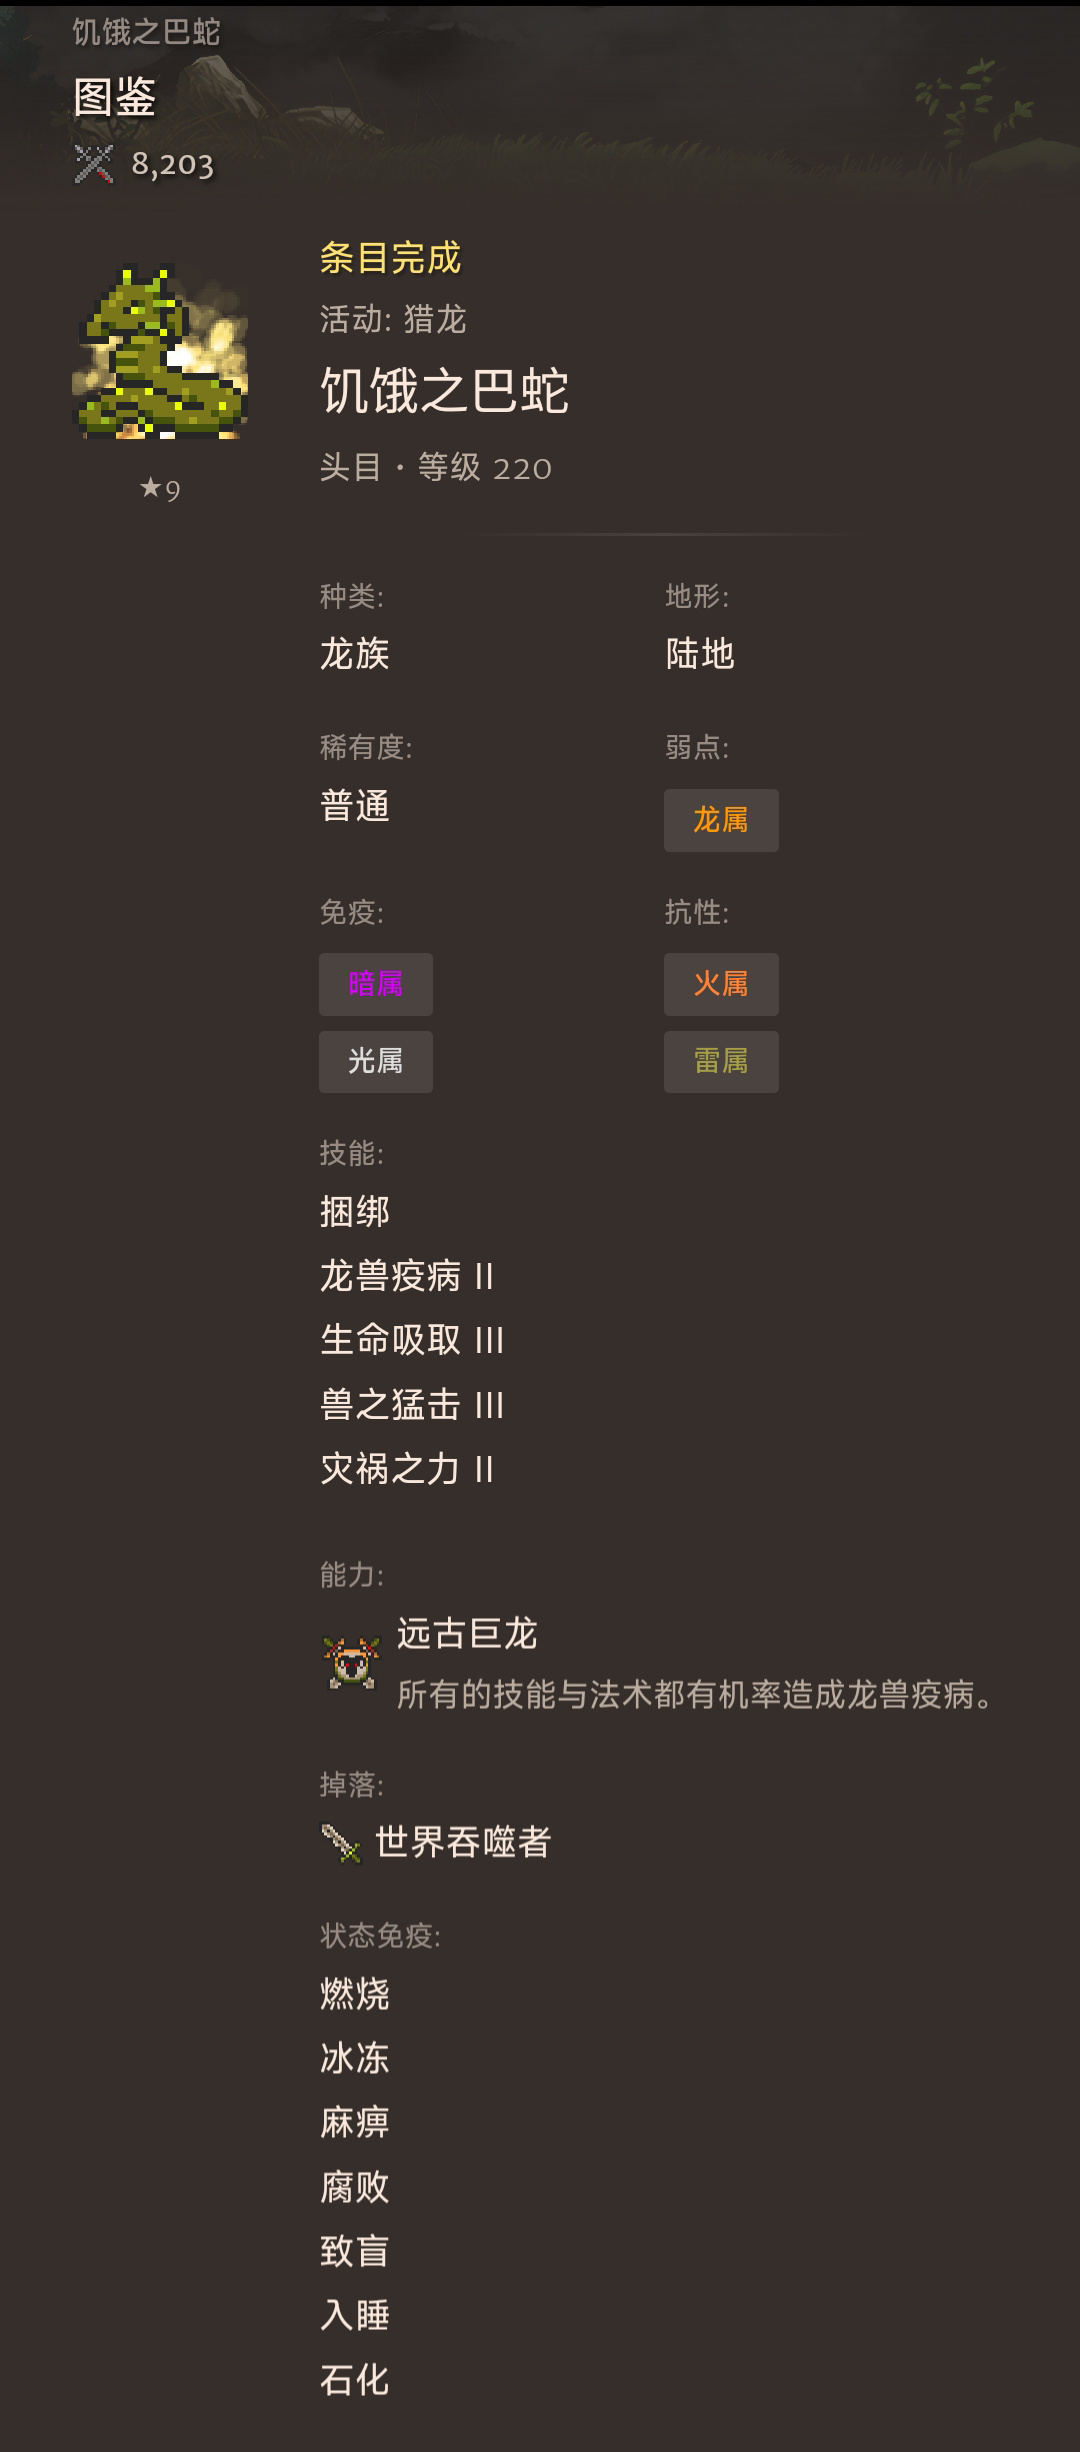 饥饿之巴蛇
图鉴
8,203
条目完成
活动: 猎龙
饥饿之巴蛇
头目 · 等级 220
★9
种类:
地形:
龙族
陆地
稀有度:
弱点:
普通
龙属
免疫:
抗性:
暗属
火属
光属
雷属
技能:
捆绑
龙兽疫病 II
生命吸取 III
兽之猛击 III
灾祸之力 II
能力:
远古巨龙
所有的技能与法术都有机率造成龙兽疫病。
掉落:
世界吞噬者
状态免疫:
燃烧
冰冻
麻痹
腐败
致盲
入睡
石化